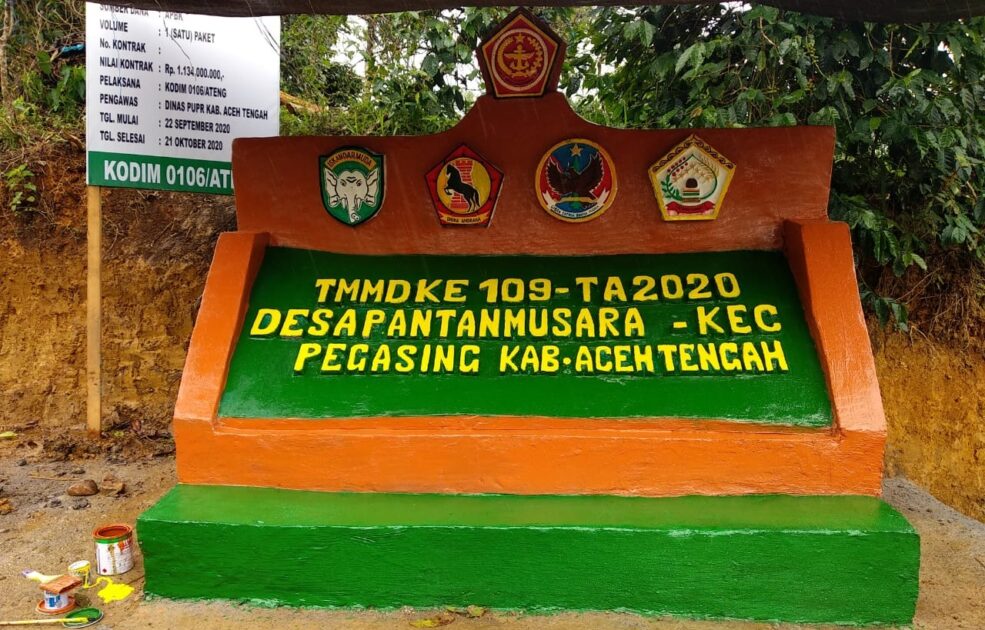 SUMBER DANA : APBK
VOLUME : 1 (SATU) PAKET
No. KONTRAK :
NILAI KONTRAK : Rp. 1.134.000.000,-
PELAKSANA : KODIM 0106/ATENG
PENGAWAS : DINAS PUPR KAB. ACEH TENGAH
TGL. MULAI : 22 SEPTEMBER 2020
TGL. SELESAI : 21 OKTOBER 2020
KODIM 0106/ATE
ISKANDARMUDA
TMMDKE 109-TA2020
DESAPANTANMUSARA - KEC
PEGASING KAB.ACEHTENGAH